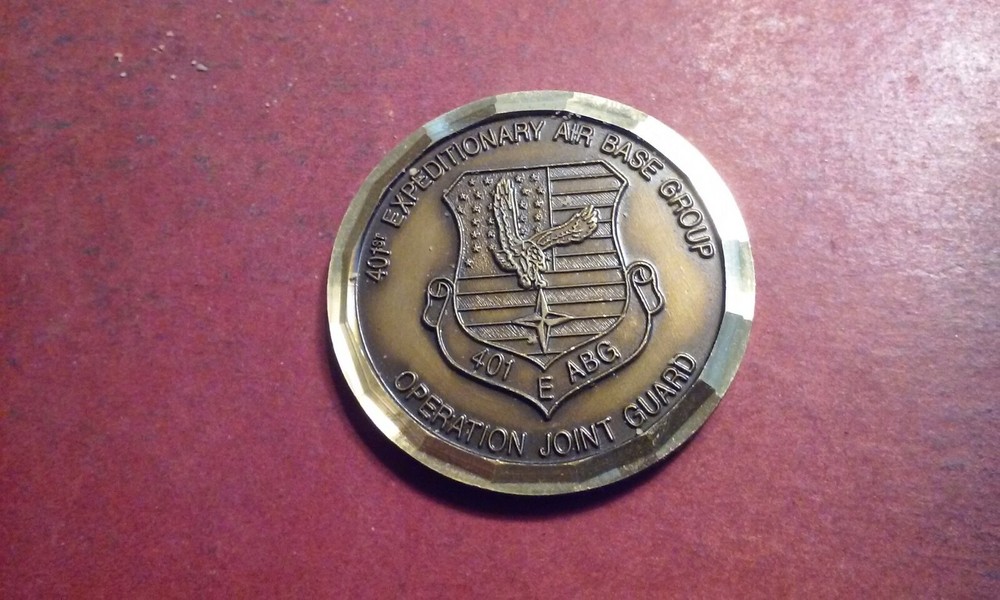 401ST EXPEDITIONARY AIR BASE GROUP
401 E ABG
OPERATION JOINT GUARD